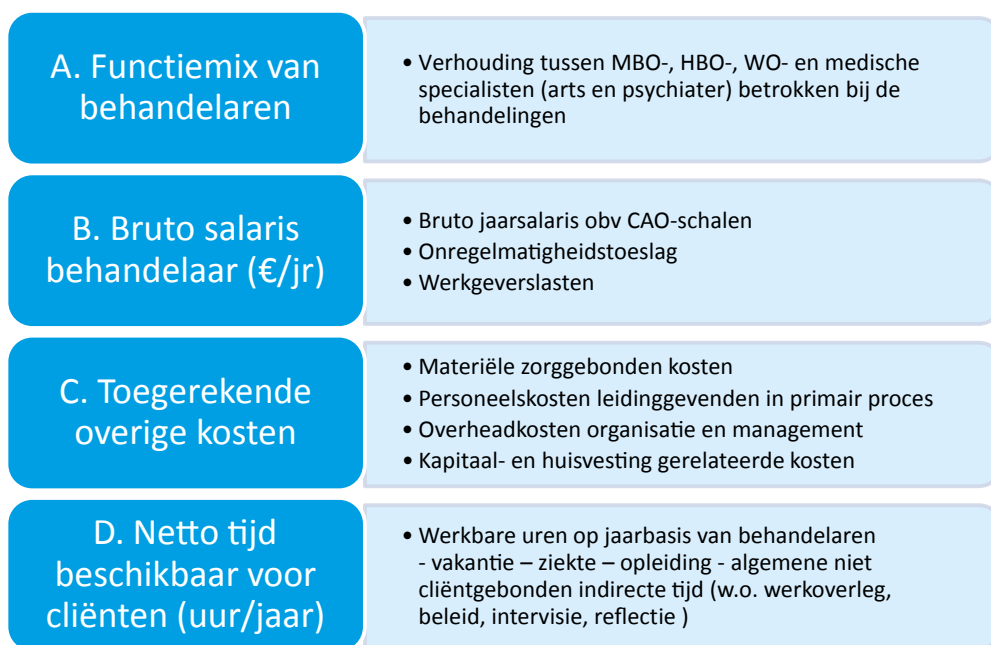 A. Functiemix van
behandelaren
• Verhouding tussen MBO-, HBO-, WO- en medische
specialisten (arts en psychiater) betrokken bij de
behandelingen
B. Bruto salaris
behandelaar (€/jr)
• Bruto jaarsalaris obv CAO-schalen
• Onregelmatigheidstoeslag
• Werkgeverslasten
C. Toegerekende
overige kosten
• Materiële zorggebonden kosten
• Personeelskosten leidinggevenden in primair proces
• Overheadkosten organisatie en management
• Kapitaal- en huisvesting gerelateerde kosten
D. Netto tijd
beschikbaar voor
cliënten (uur/jaar)
• Werkbare uren op jaarbasis van behandelaren
- vakantie – ziekte – opleiding - algemene niet
cliëntgebonden indirecte tijd (w.o. werkoverleg,
beleid, intervisie, reflectie )